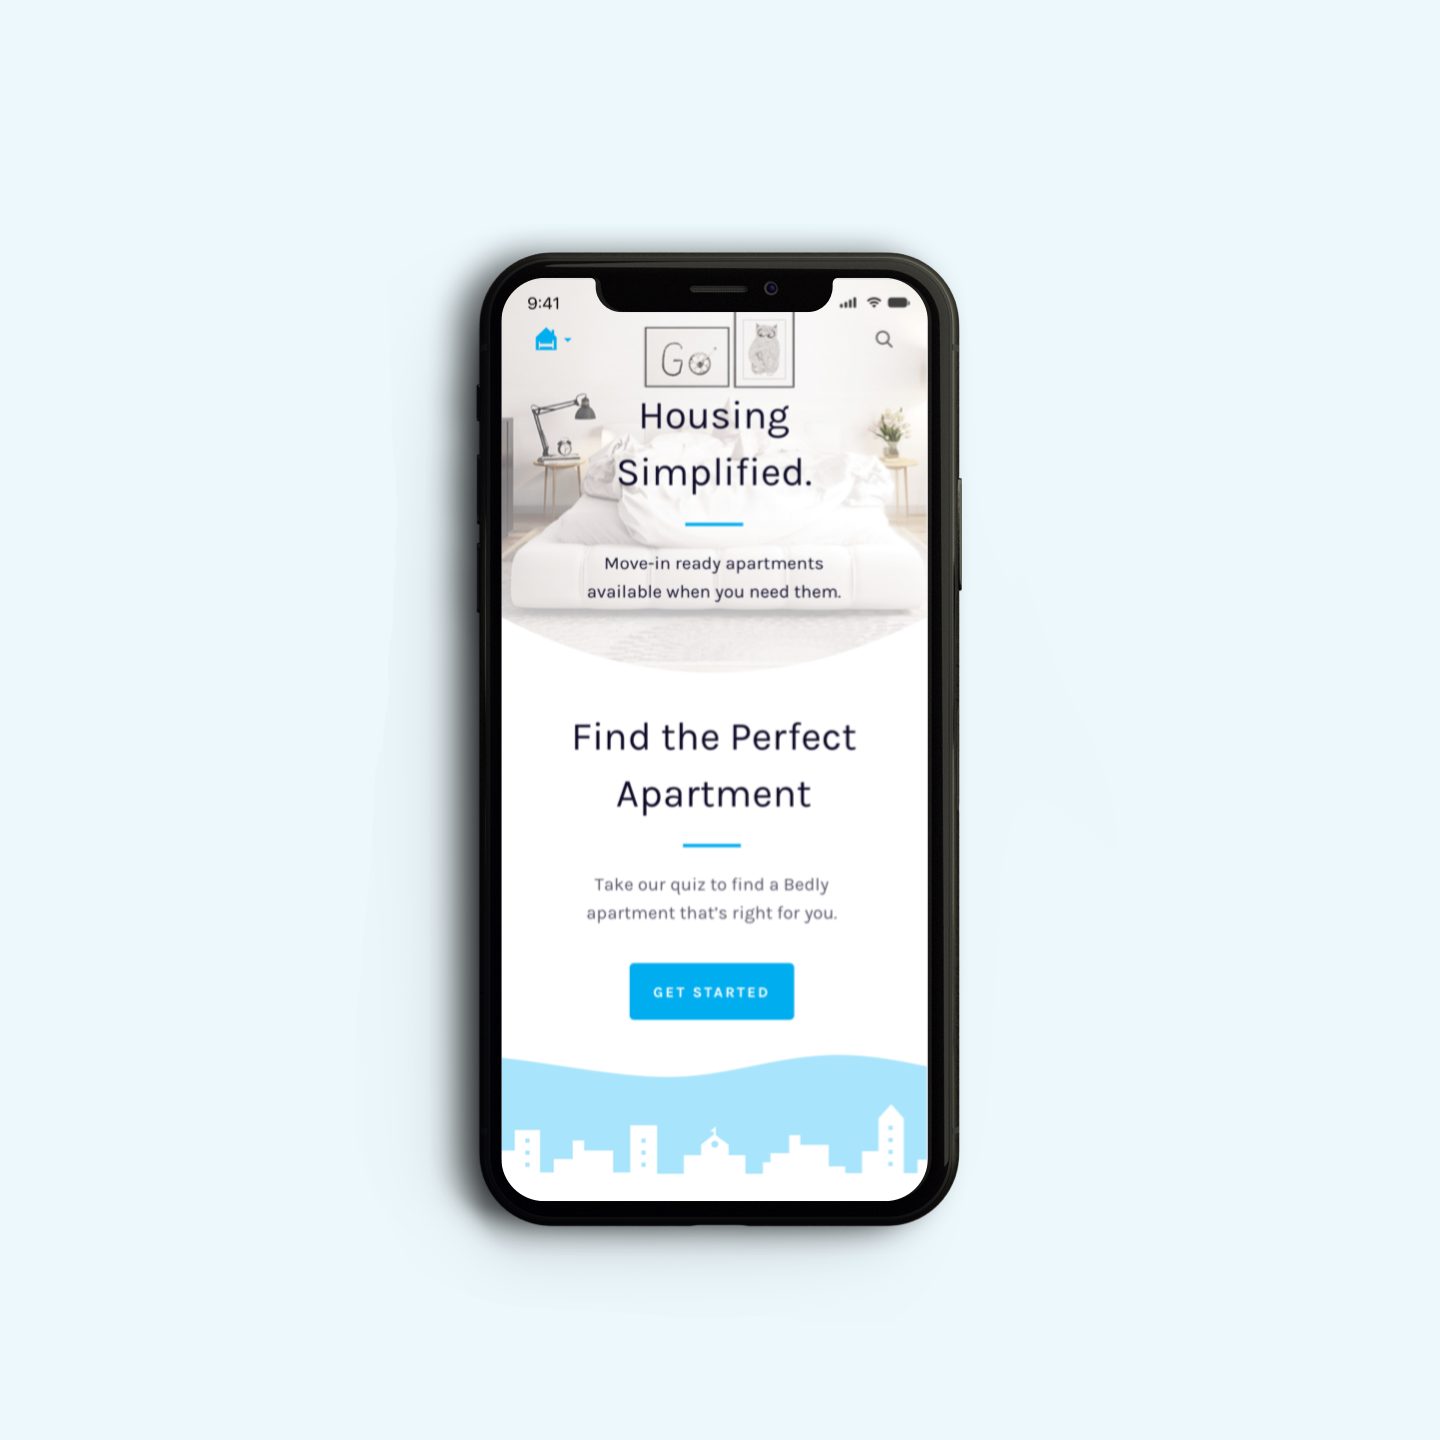 9:41
Go
Housing
Simplified.
Move-in ready apartments
available when you need them.
Find the Perfect
Apartment
Take our quiz to find a Bedly
apartment that's right for you.
GET STARTED